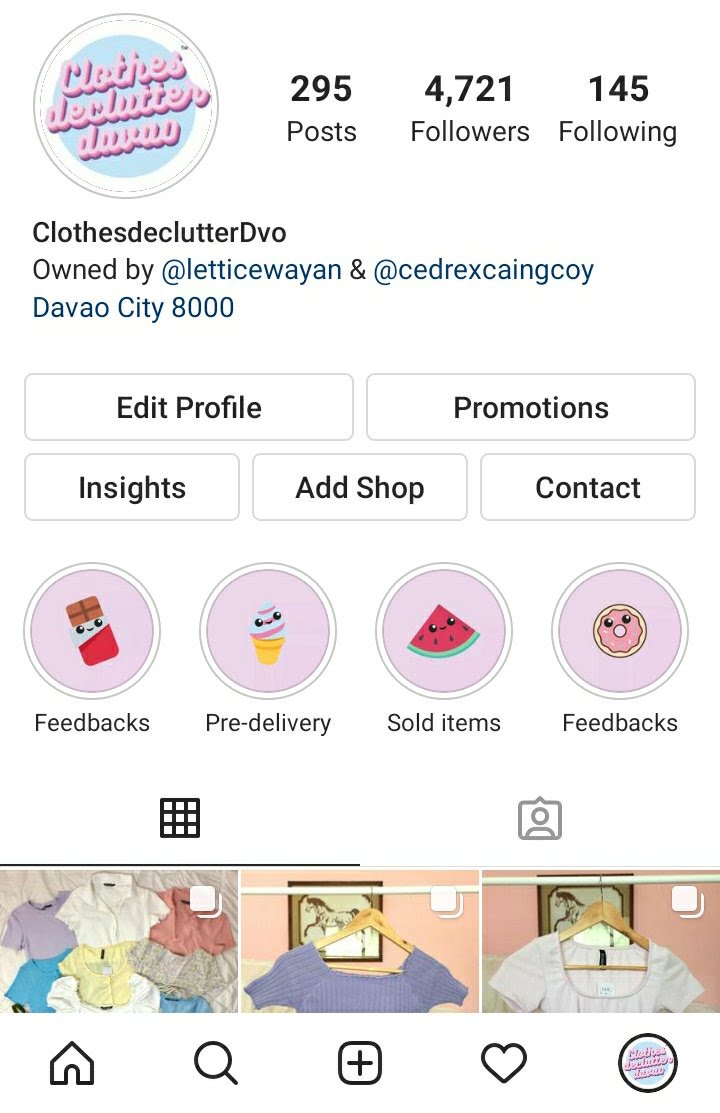 Clothes
declutter
davao
™
295
Posts
4,721
Followers
145
Following
ClothesdeclutterDvo
Owned by @letticewayan & @cedrexcaingcoy
Davao City 8000
Edit Profile
Promotions
Insights
Add Shop
Contact
Feedbacks
Pre-delivery
Sold items
Feedbacks
Clothes
declutter
davao